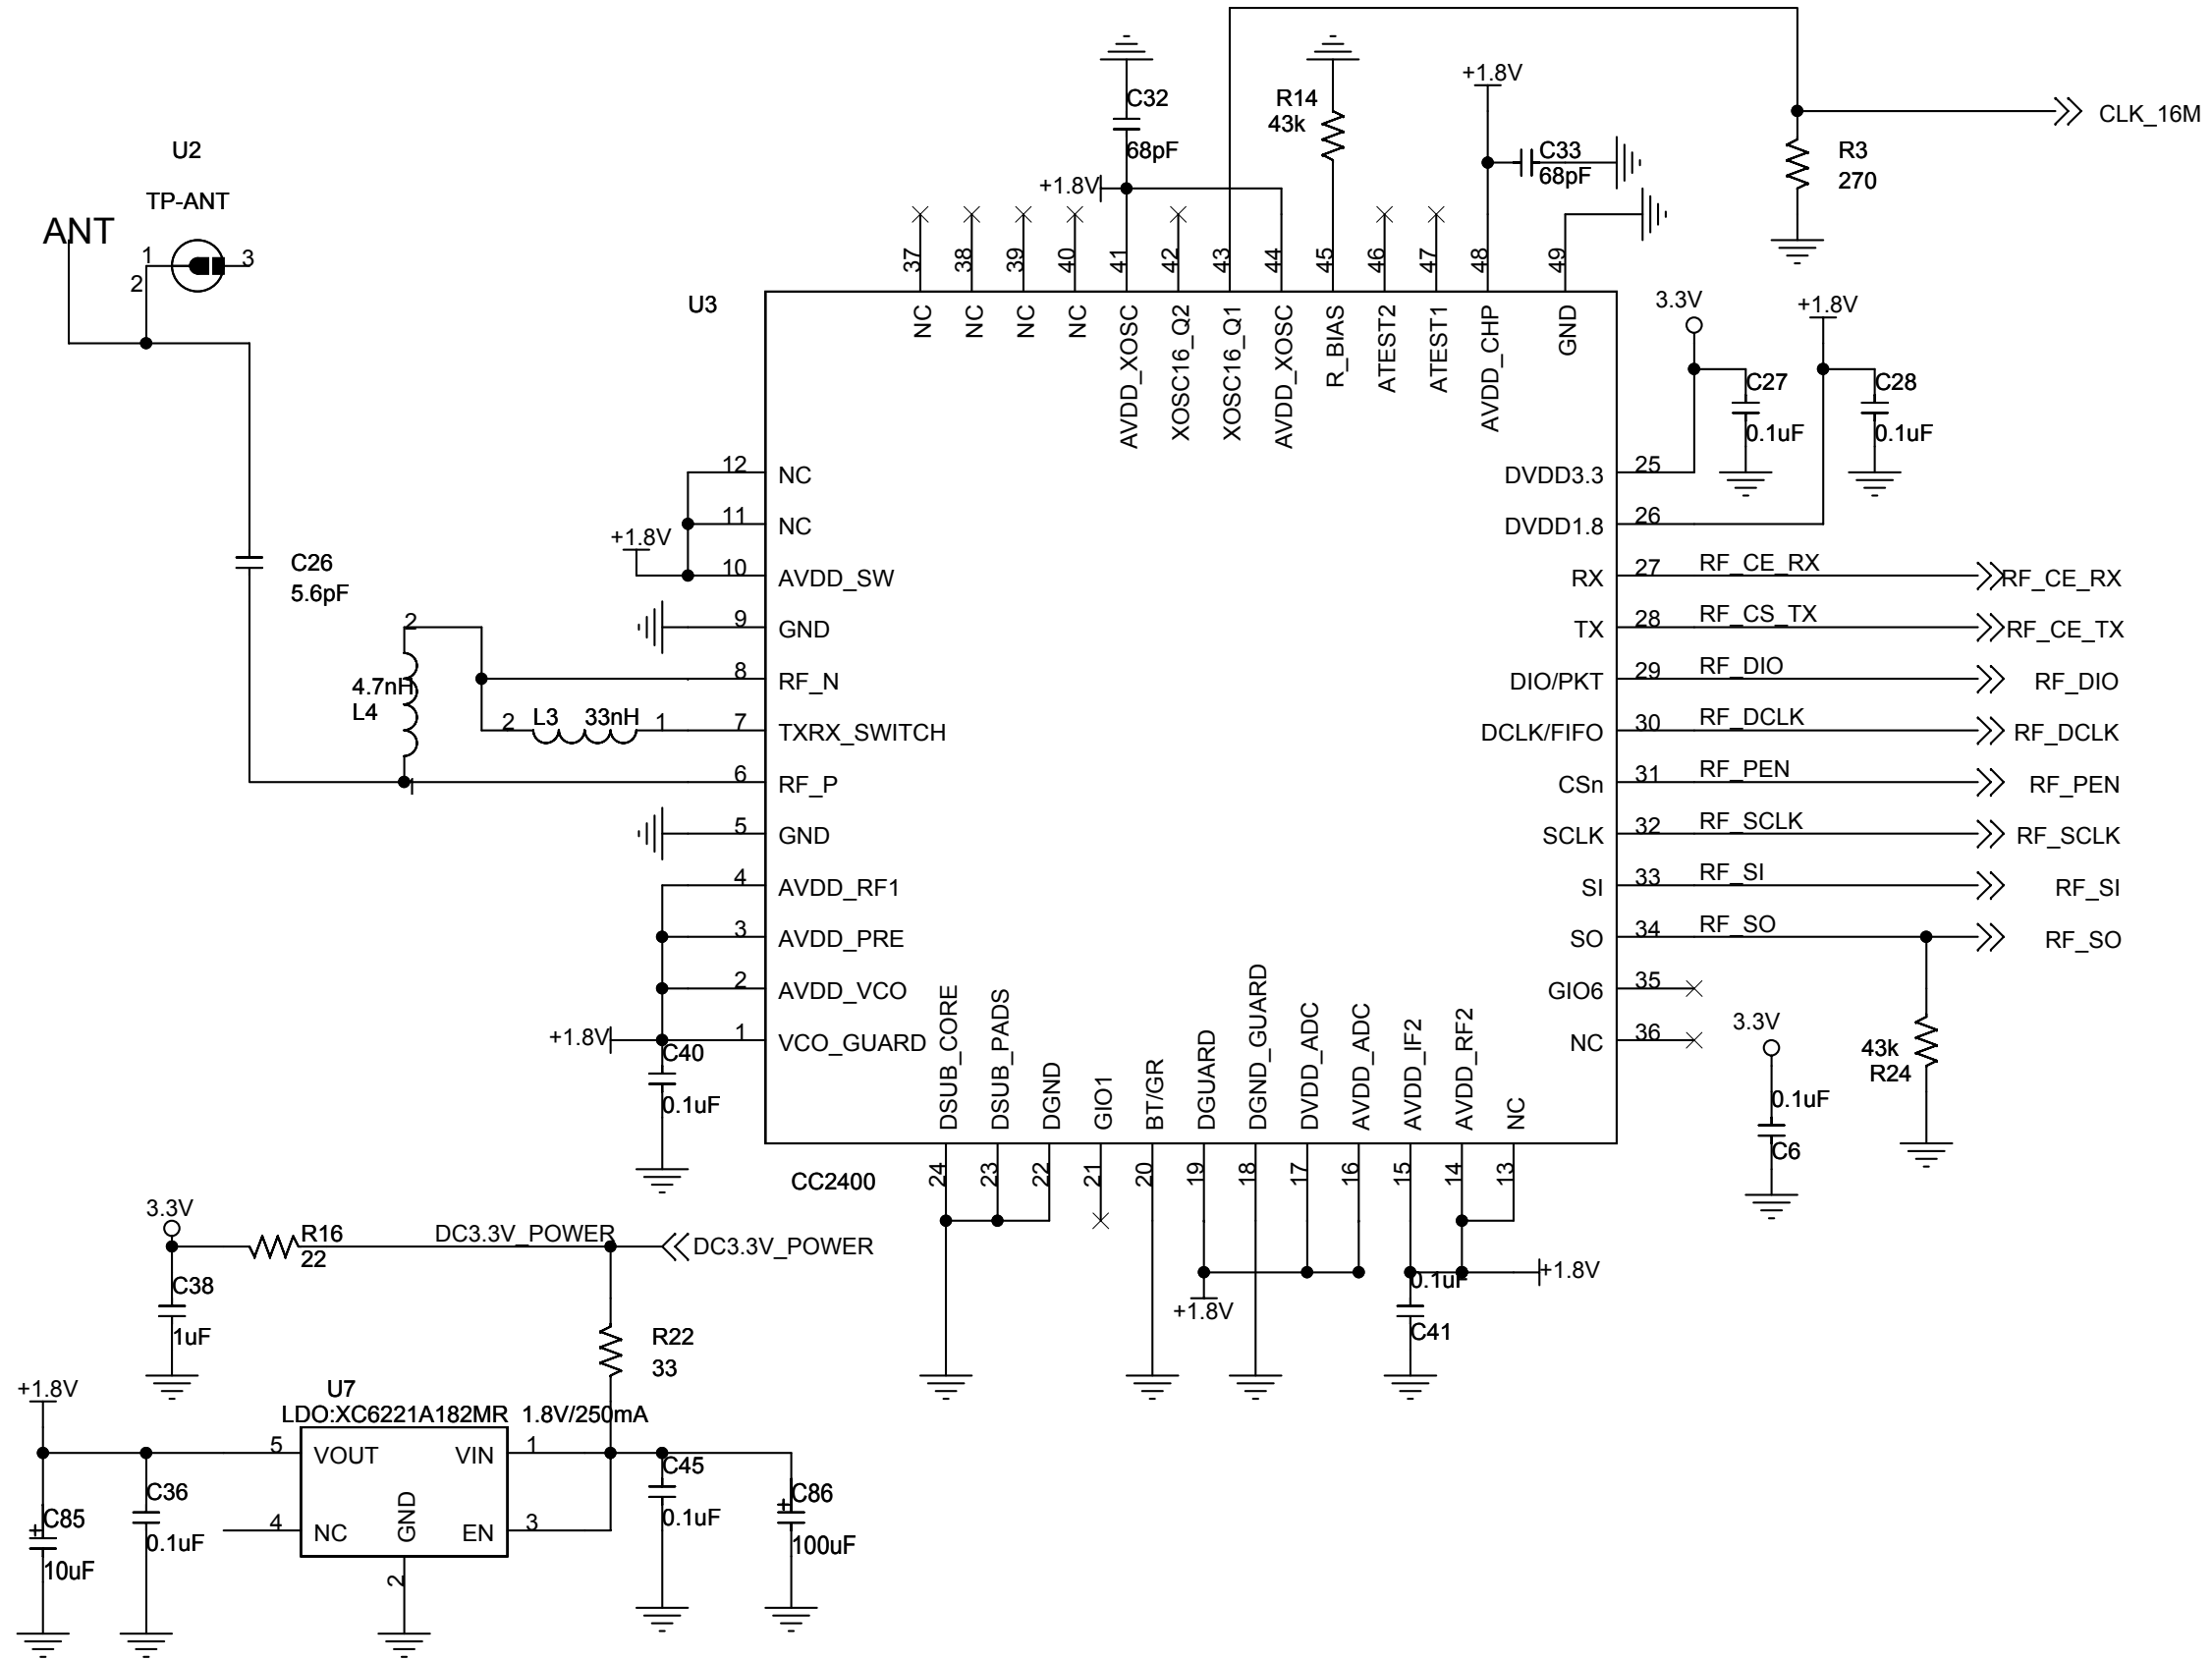 C32
68pF
R14
43k
+1.8V
CLK_16M
R3
270
C33
68pF
+1.8V
U2
TP-ANT
ANT
1
2
3
U3
37
38
39
40
41
42
43
44
45
46
47
48
49
NC
NC
NC
NC
AVDD_XOSC
XOSC16_Q2
XOSC16_Q1
AVDD_XOSC
R_BIAS
ATEST2
ATEST1
AVDD_CHP
GND
3.3V
+1.8V
C27
0.1uF
C28
0.1uF
12
NC
11
NC
+1.8V
10
AVDD_SW
9
GND
8
RF_N
7
TXRX_SWITCH
6
RF_P
5
GND
4
AVDD_RF1
3
AVDD_PRE
2
AVDD_VCO
1
VCO_GUARD
+1.8V
C40
0.1uF
C26
5.6pF
2
4.7nH
L4
1
2
L3
33nH
1
DVDD3.3
25
DVDD1.8
26
RX
27
RF_CE_RX
RF_CE_RX
TX
28
RF_CS_TX
RF_CE_TX
DIO/PKT
29
RF_DIO
RF_DIO
DCLK/FIFO
30
RF_DCLK
RF_DCLK
CSn
31
RF_PEN
RF_PEN
SCLK
32
RF_SCLK
RF_SCLK
SI
33
RF_SI
RF_SI
SO
34
RF_SO
RF_SO
GIO6
35
NC
36
3.3V
0.1uF
C6
43k
R24
DSUB_CORE
DSUB_PADS
DGND
GIO1
BT/GR
DGUARD
DGND_GUARD
DVDD_ADC
AVDD_ADC
AVDD_IF2
AVDD_RF2
NC
CC2400
24
23
22
21
20
19
18
17
16
15
14
13
+1.8V
0.1uF
C41
+1.8V
3.3V
R16
22
DC3.3V_POWER
DC3.3V_POWER
C38
1uF
R22
33
+1.8V
U7
LDO:XC6221A182MR 1.8V/250mA
5
VOUT
VIN
1
4
NC
GND
EN
3
2
C85
+
10uF
C36
0.1uF
C45
0.1uF
C86
+
100uF